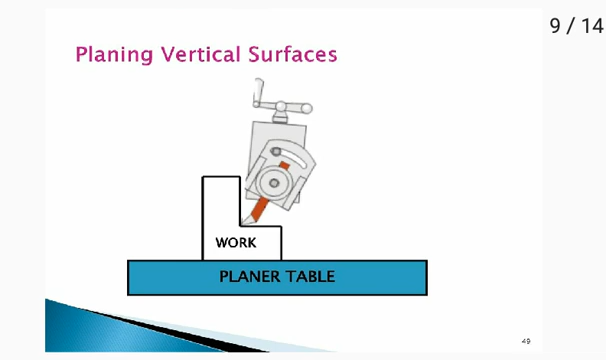 9 / 14
Planing Vertical Surfaces
WORK
PLANER TABLE
49